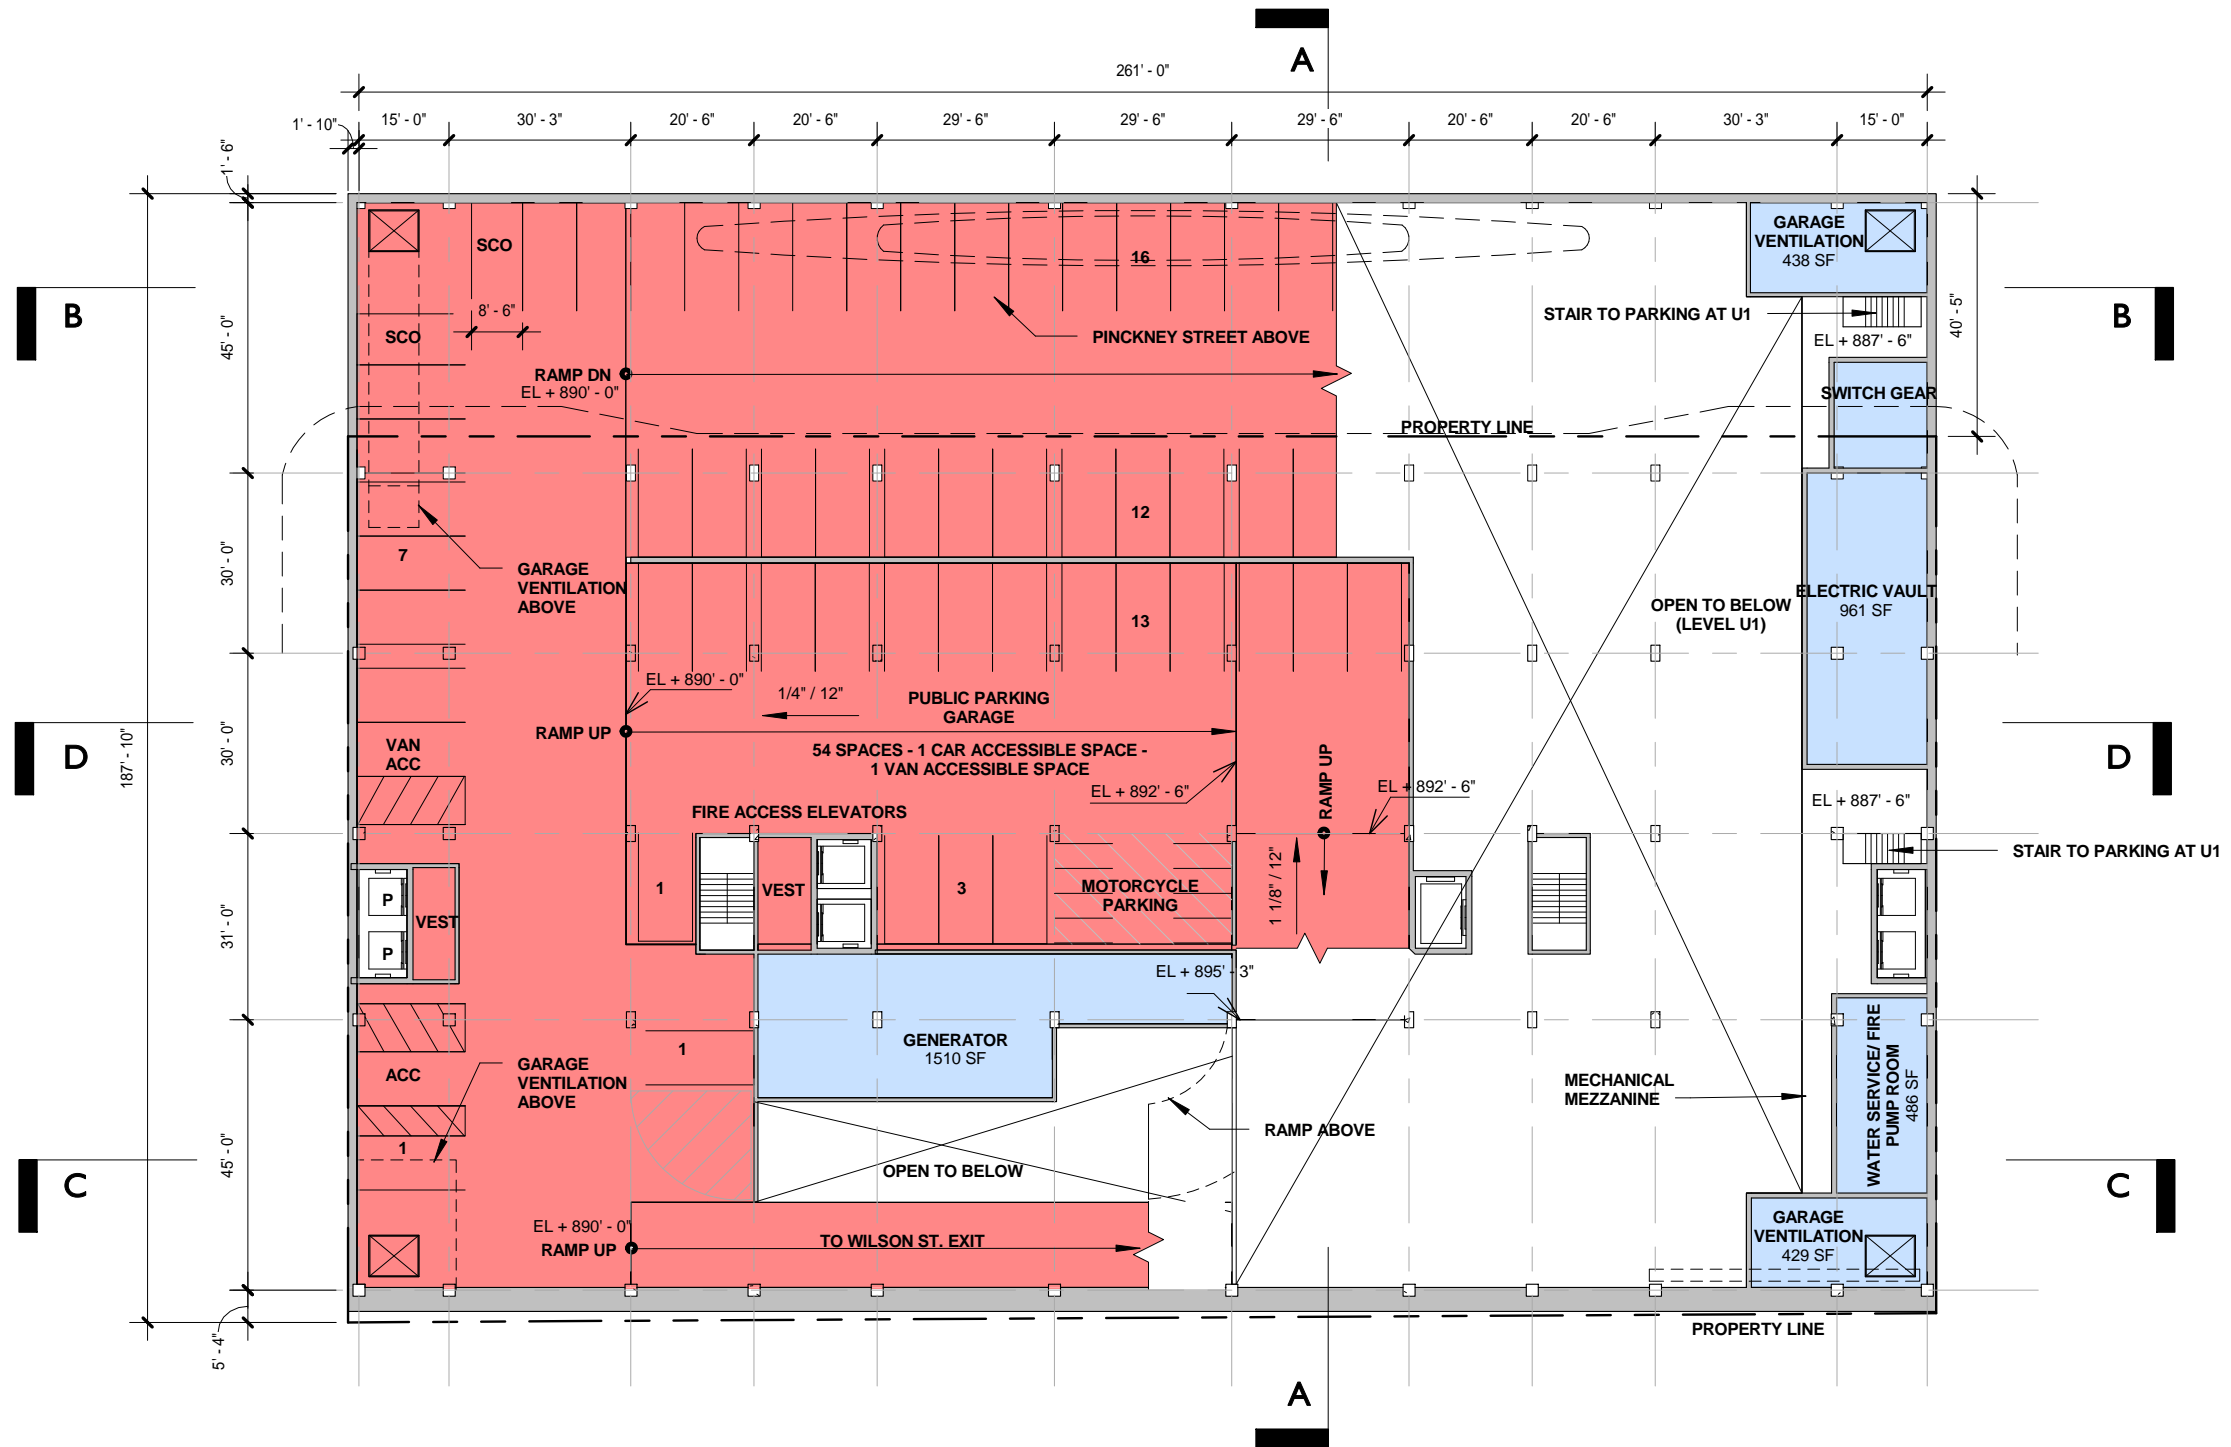 A
261' - 0"
1' - 10"
15' - 0"
30' - 3"
20' - 6"
20' - 6"
29' - 6"
29' - 6"
29' - 6"
20' - 6"
20' - 6"
30' - 3"
15' - 0"
1' - 6"
SCO
16
GARAGE
VENTILATION
438 SF
B
8' - 6"
SCO
45' - 0"
PINCKNEY STREET ABOVE
STAIR TO PARKING AT U1
EL + 887' - 6"
40' - 5"
B
RAMP DN
EL + 890' - 0"
SWITCH GEAR
PROPERTY LINE
12
7
30' - 0"
GARAGE
VENTILATION
ABOVE
13
OPEN TO BELOW
(LEVEL U1)
ELECTRIC VAULT
961 SF
EL + 890' - 0"
1/4" / 12"
PUBLIC PARKING
GARAGE
RAMP UP
54 SPACES - 1 CAR ACCESSIBLE SPACE -
1 VAN ACCESSIBLE SPACE
D
187' - 10"
30' - 0"
VAN
ACC
EL + 892' - 6"
RAMP UP
EL + 892' - 6"
EL + 887' - 6"
D
FIRE ACCESS ELEVATORS
STAIR TO PARKING AT U1
P
P
VEST
31' - 0"
1
VEST
3
MOTORCYCLE
PARKING
1 1/8" / 12"
EL + 895' - 3"
GENERATOR
1510 SF
1
ACC
GARAGE
VENTILATION
ABOVE
1
45' - 0"
RAMP ABOVE
OPEN TO BELOW
MECHANICAL
MEZZANINE
WATER SERVICE/ FIRE
PUMP ROOM
486 SF
C
C
EL + 890' - 0"
RAMP UP
TO WILSON ST. EXIT
GARAGE
VENTILATION
429 SF
5' - 4"
PROPERTY LINE
A